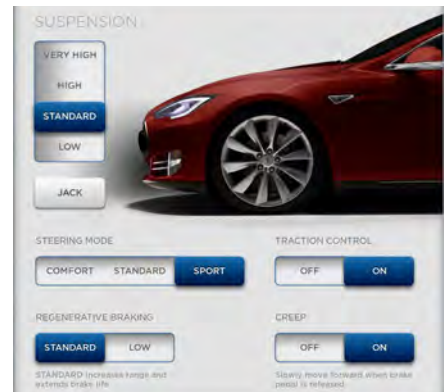 SUSPENSION
VERY HIGH
HIGH
STANDARD
LOW
JACK
STEERING MODE
COMFORT STANDARD SPORT
TRACTION CONTROL
OFF ON
REGENERATIVE BRAKING
STANDARD LOW
STANDARD increases range and
extends brake life
CREEP
OFF ON
Slowly move forward when brake
pedal is released